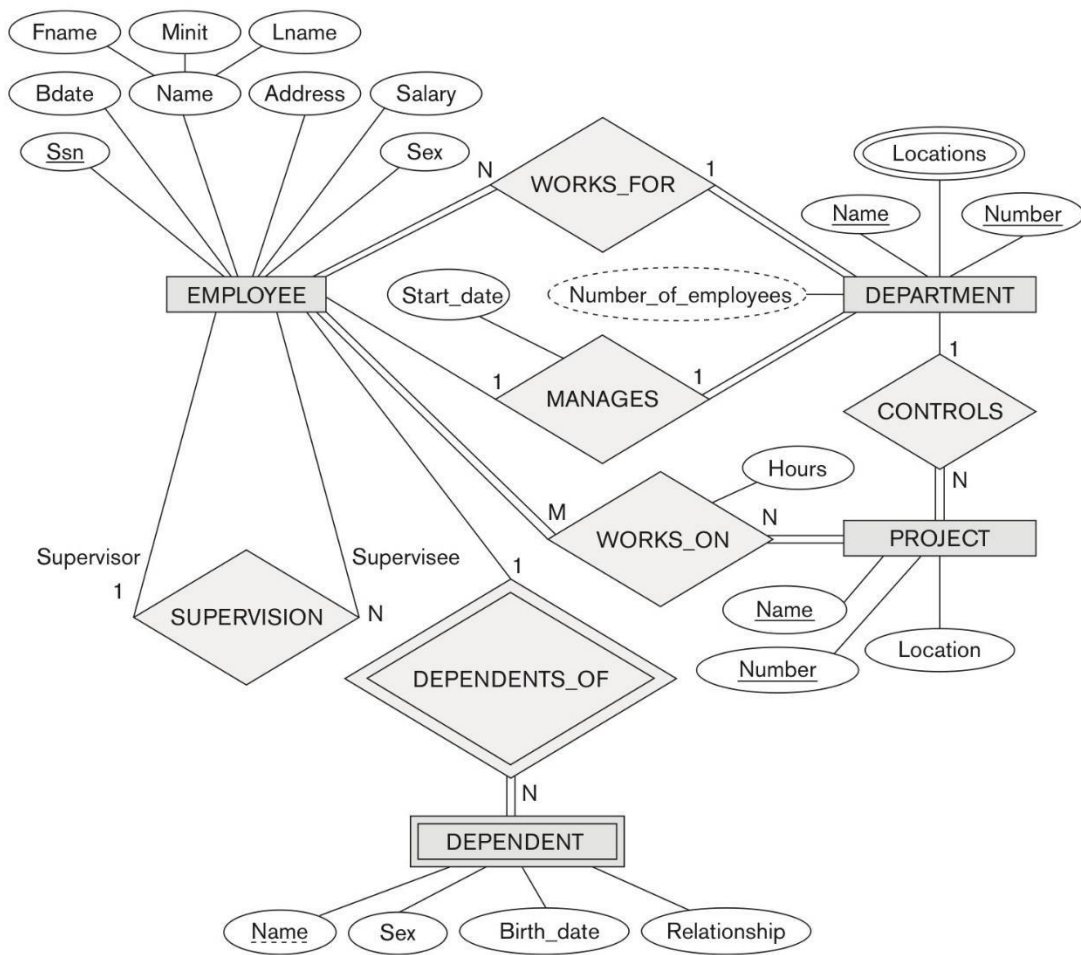 Fname
Minit
Lname
Bdate
Name
Address
Salary
Ssn
Sex
N
WORKS_FOR
1
Locations
Name
Number
EMPLOYEE
Start_date
Number_of_employees
DEPARTMENT
1
MANAGES
1
1
CONTROLS
N
Hours
M
WORKS_ON
N
PROJECT
Supervisor
1
SUPERVISION
Supervisee
N
1
Name
Number
Location
DEPENDENTS_OF
N
DEPENDENT
Name
Sex
Birth_date
Relationship